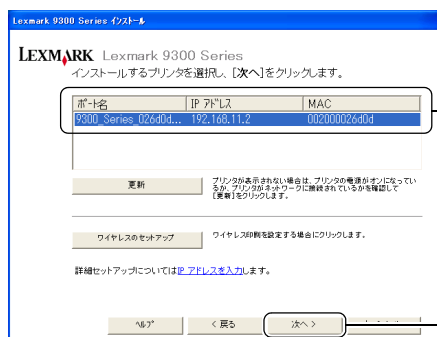 Lexmark 9300 Series インストール
LEXMARK Lexmark 9300 Series
インストールするプリンタを選択し、[次へ]をクリックします。
ポート名 IP アドレス MAC
9300_Series_026d0d... 192.168.11.2 002000026d0d
更新
プリンタが表示されない場合は、プリンタの電源がオンになってい
るか、プリンタがネットワークに接続されているかを確認して
[更新]をクリックします。
ワイヤレスのセットアップ
ワイヤレス印刷を設定する場合にクリックします。
詳細セットアップについてはIP アドレスを入力します。
ヘルプ < 戻る 次へ >